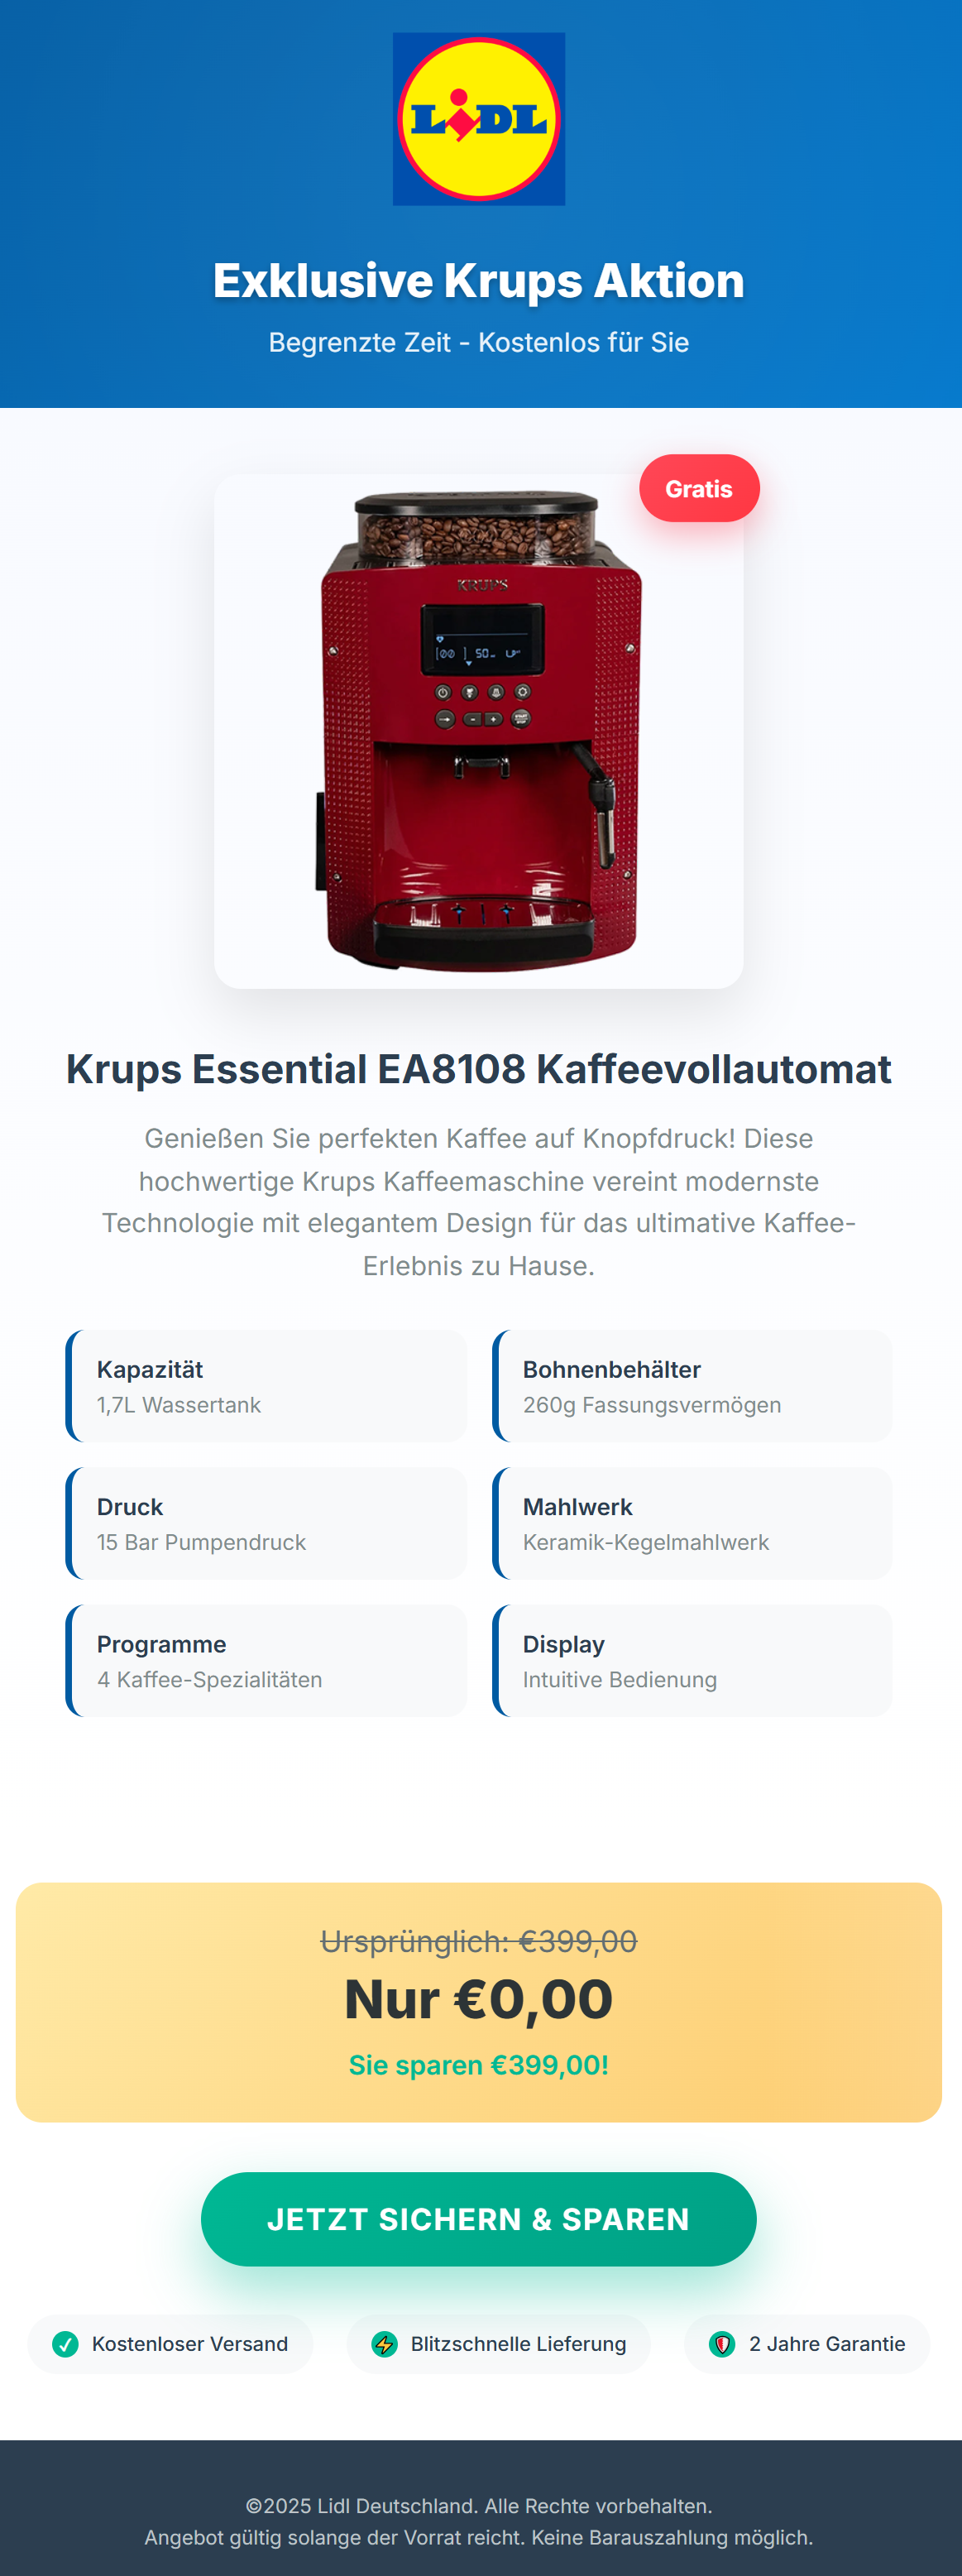 LIDL
Exklusive Krups Aktion
Begrenzte Zeit - Kostenlos für Sie
Gratis
KRUPS
Krups Essential EA8108 Kaffeevollautomat
Genießen Sie perfekten Kaffee auf Knopfdruck! Diese
hochwertige Krups Kaffeemaschine vereint modernste
Technologie mit elegantem Design für das ultimative Kaffee-
Erlebnis zu Hause.
Kapazität
1,7L Wassertank
Bohnenbehälter
260g Fassungsvermögen
Druck
15 Bar Pumpendruck
Mahlwerk
Keramik-Kegelmahlwerk
Programme
4 Kaffee-Spezialitäten
Display
Intuitive Bedienung
Ursprünglich: €399,00
Nur €0,00
Sie sparen €399,00!
JETZT SICHERN & SPAREN
Kostenloser Versand
Blitzschnelle Lieferung
2 Jahre Garantie
©2025 Lidl Deutschland. Alle Rechte vorbehalten.
Angebot gültig solange der Vorrat reicht. Keine Barauszahlung möglich.